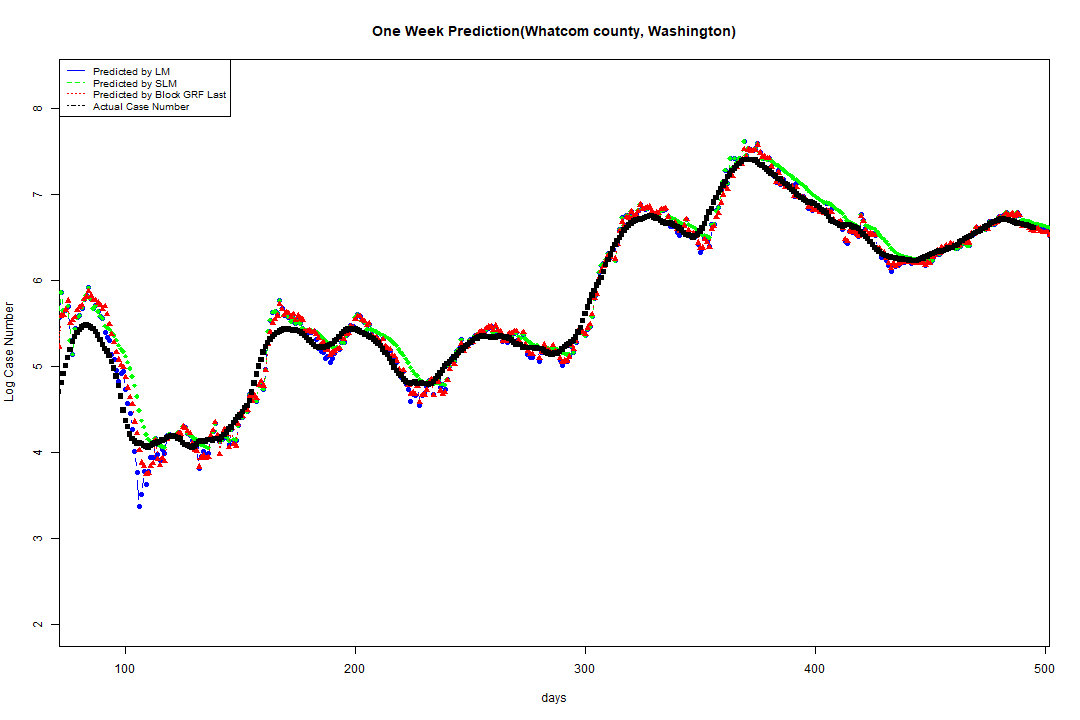 One Week Prediction(Whatcom county, Washington)
Predicted by LM
Predicted by SLM
Predicted by Block GRF Last
Actual Case Number
8
7
6
5
4
3
2
Log Case Number
100 200 300 400 500
days